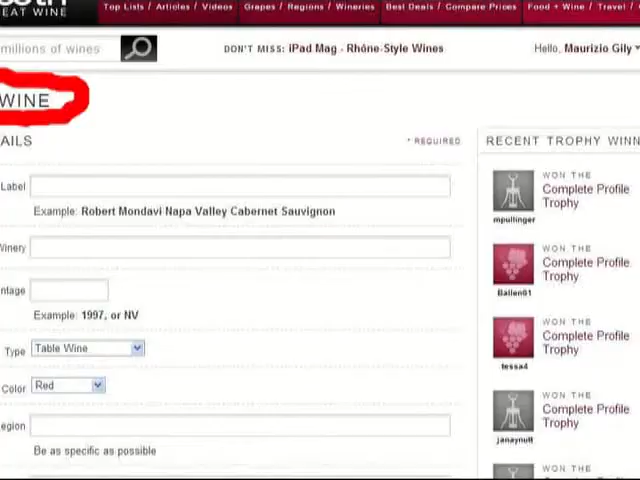 EAT WINE
Top Lists / Articles / Videos
Grapes / Regions / Wineries
Best Deals / Compare Prices
Food + Wine / Travel /
millions of wines
DON'T MISS: iPad Mag - Rhône-Style Wines
Hello, Maurizio Gily
WINE
AILS
* REQUIRED
RECENT TROPHY WINN
Label
Example: Robert Mondavi Napa Valley Cabernet Sauvignon
Winery
ntage
Example: 1997, or NV
Type
Table Wine
Color
Red
egion
Be as specific as possible
WON THE
Complete Profile
Trophy
mpullinger
WON THE
Complete Profile
Trophy
WON THE
Complete Profile
Trophy
tessa4
WON THE
Complete Profile
Trophy
WON THE